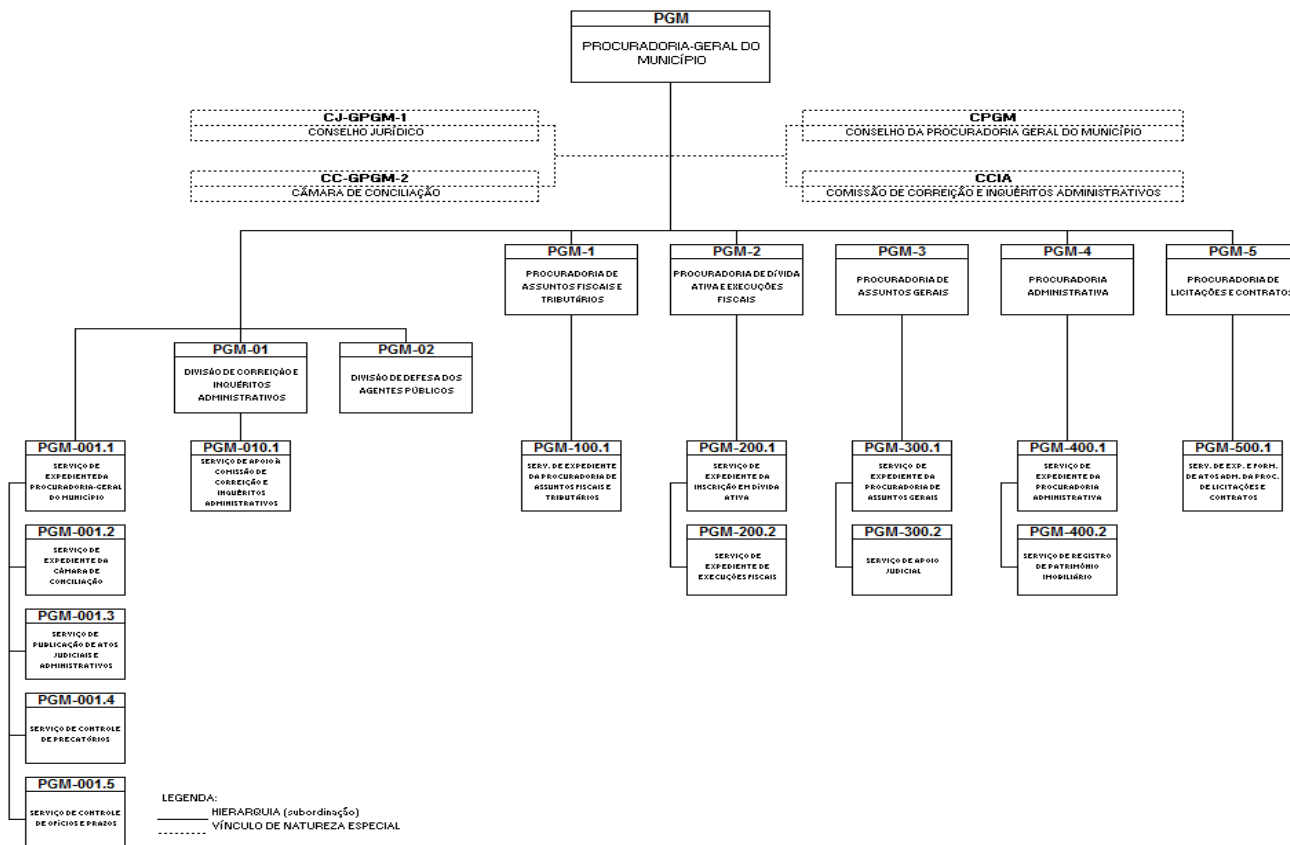 PGM
PROCURADORIA-GERAL DO
MUNICÍPIO
CJ-GPGM-1
CONSELHO JURÍDICO
CPGM
CONSELHO DA PROCURADORIA GERAL DO MUNICÍPIO
CC-GPGM-2
CÂMARA DE CONCILIAÇÃO
CCIA
COMISSÃO DE CORREIÇÃO E INQUÉRITOS ADMINISTRATIVOS
PGM-1
PROCURADORIA DE
ASSUNTOS FISCAIS E
TRIBUTÁRIOS
PGM-2
PROCURADORIA DE DÍVIDA
ATIVA E EXECUÇÕES
FISCAIS
PGM-3
PROCURADORIA DE
ASSUNTOS GERAIS
PGM-4
PROCURADORIA
ADMINISTRATIVA
PGM-5
PROCURADORIA DE
LICITAÇÕES E CONTRATOS
PGM-01
DIVISÃO DE CORREIÇÃO E
INQUÉRITOS
ADMINISTRATIVOS
PGM-02
DIVISÃO DE DEFESA DOS
AGENTES PÚBLICOS
PGM-001.1
SERVIÇO DE
EXPEDIENTE DA
PROCURADORIA-GERAL
DO MUNICÍPIO
PGM-010.1
SERVIÇO DE APOIO À
COMISSÃO DE
CORREIÇÃO E
INQUÉRITOS
ADMINISTRATIVOS
PGM-100.1
SERV. DE EXPEDIENTE
DA PROCURADORIA DE
ASSUNTOS FISCAIS E
TRIBUTÁRIOS
PGM-200.1
SERVIÇO DE
EXPEDIENTE DA
INSCRIÇÃO EM DÍVIDA
ATIVA
PGM-300.1
SERVIÇO DE
EXPEDIENTE DA
PROCURADORIA DE
ASSUNTOS GERAIS
PGM-400.1
SERVIÇO DE
EXPEDIENTE DA
PROCURADORIA
ADMINISTRATIVA
PGM-500.1
SERV. DE EXP. E FORM.
DE ATOS ADM. DA PROC.
DE LICITAÇÕES E
CONTRATOS
PGM-001.2
SERVIÇO DE
EXPEDIENTE DA
CÂMARA DE
CONCILIAÇÃO
PGM-200.2
SERVIÇO DE
EXPEDIENTE DE
EXECUÇÕES FISCAIS
PGM-300.2
SERVIÇO DE APOIO
JUDICIAL
PGM-400.2
SERVIÇO DE REGISTRO
DE PATRIMÔNIO
IMOBILIÁRIO
PGM-001.3
SERVIÇO DE
PUBLICAÇÃO DE ATOS
JUDICIAIS E
ADMINISTRATIVOS
PGM-001.4
SERVIÇO DE CONTROLE
DE PRECATÓRIOS
PGM-001.5
SERVIÇO DE CONTROLE
DE OFÍCIOS E PRAZOS
LEGENDA:
HIERARQUIA (subordinação)
VÍNCULO DE NATUREZA ESPECIAL